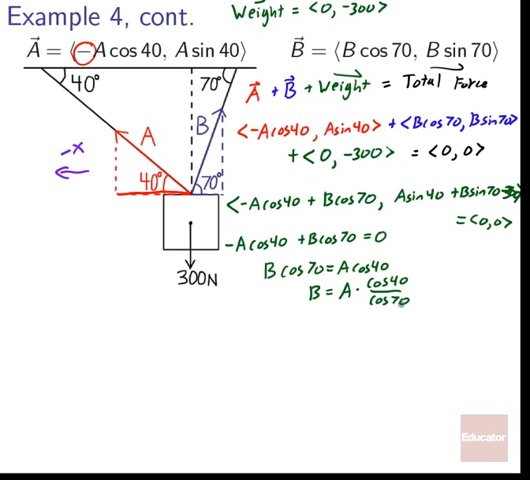 Example 4, cont.
Weight = <0, -300>
A⃗ = ⟨−A cos 40, A sin 40⟩
B⃗ = ⟨B cos 70, B sin 70⟩
40°
70°
A⃗ + B⃗ + Weight = Total Force
A
B
<-Acos40, Asin40> + <Bcos70, Bsin70>
-x
+ <0, -300> = <0, 0>
40°
70°
<-Acos40 + Bcos70, Asin40 + Bsin70-300>
= <0,0>
-Acos40 + Bcos70 = 0
300N
Bcos70 = Acos40
B = A · cos40/cos70
Educator